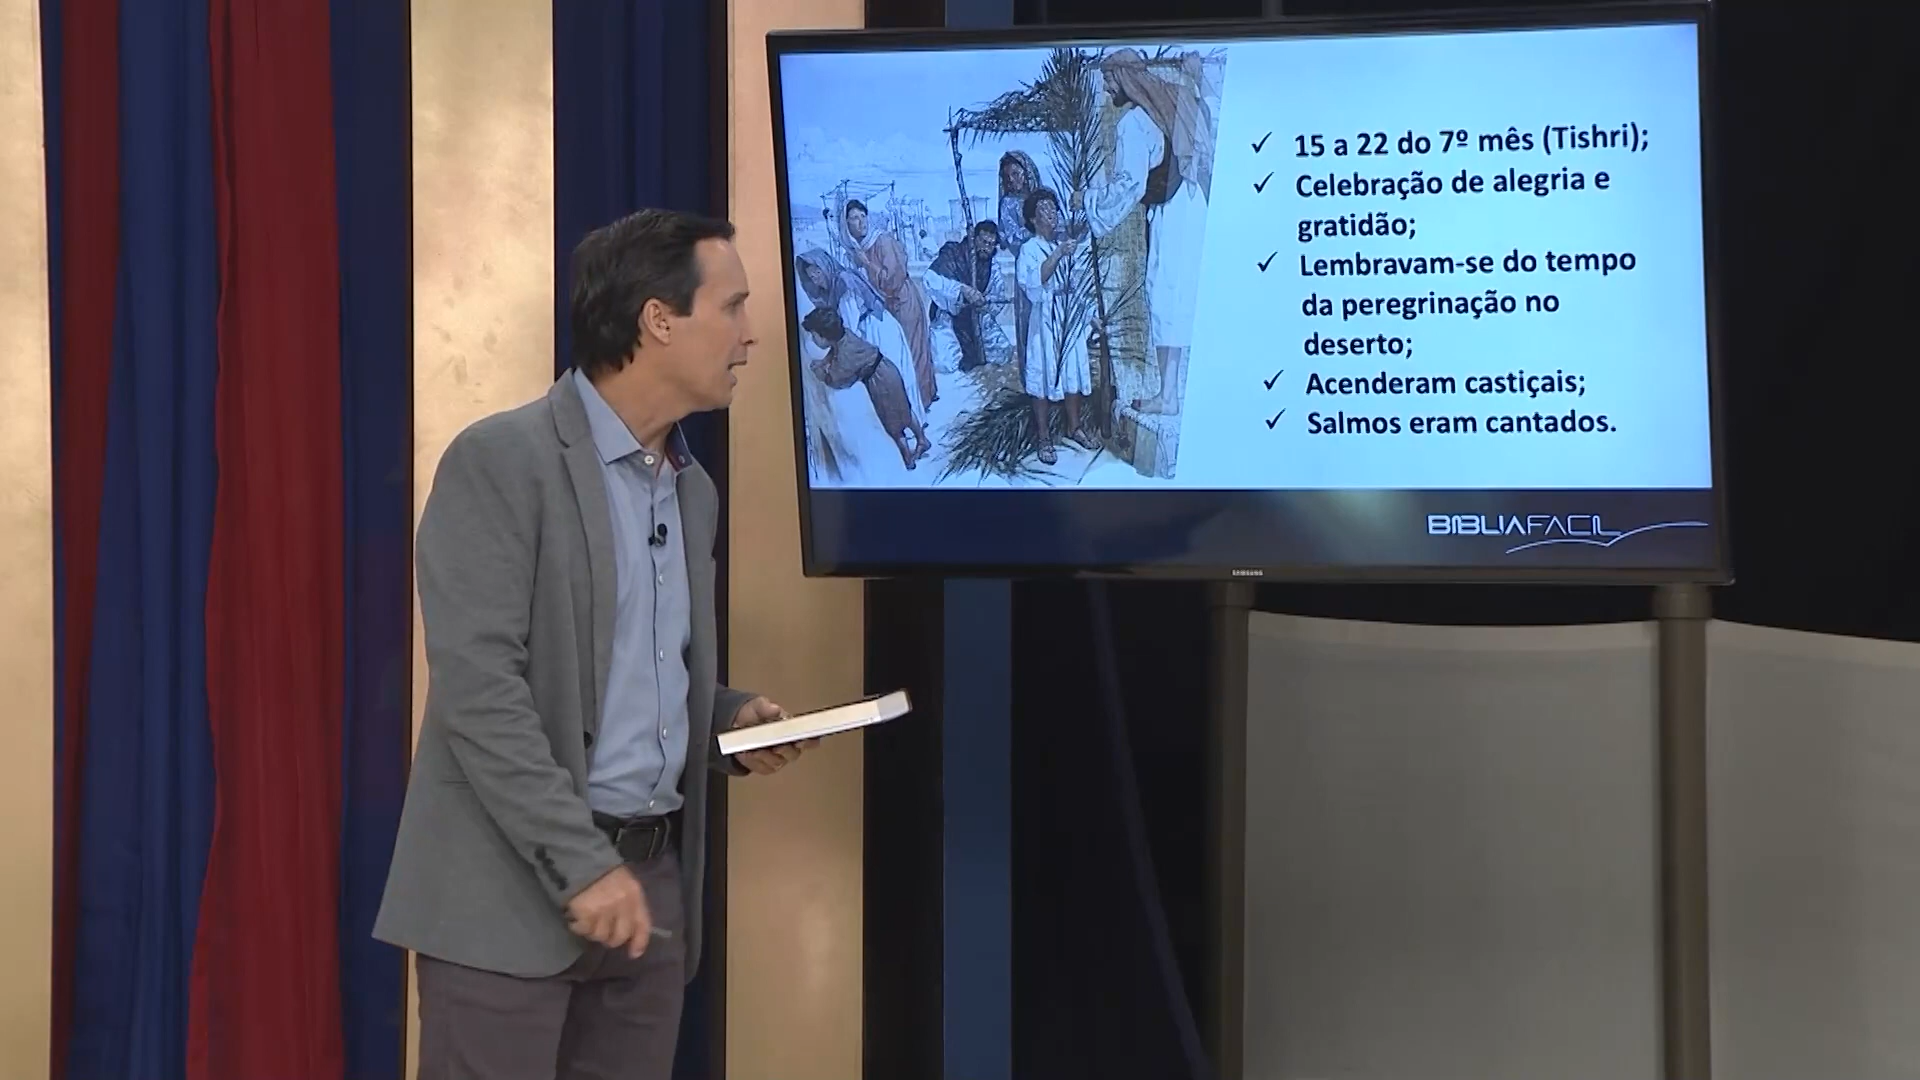 ✓ 15 a 22 do 7º mês (Tishri);
✓ Celebração de alegria e
gratidão;
✓ Lembravam-se do tempo
da peregrinação no
deserto;
✓ Acenderam castiçais;
✓ Salmos eram cantados.
BIBLIAFACIL
SAMSUNG